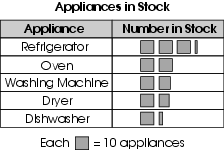 Appliances in Stock
Appliance Number in Stock
Refrigerator
Oven
Washing Machine
Dryer
Dishwasher
Each = 10 appliances